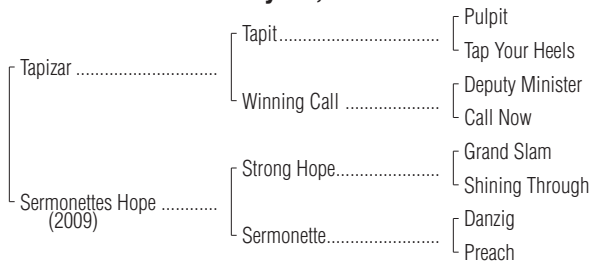 Pulpit
Tapit
Tap Your Heels
Tapizar
Deputy Minister
Winning Call
Call Now
Grand Slam
Strong Hope
Shining Through
Sermonettes Hope
(2009)
Danzig
Sermonette
Preach